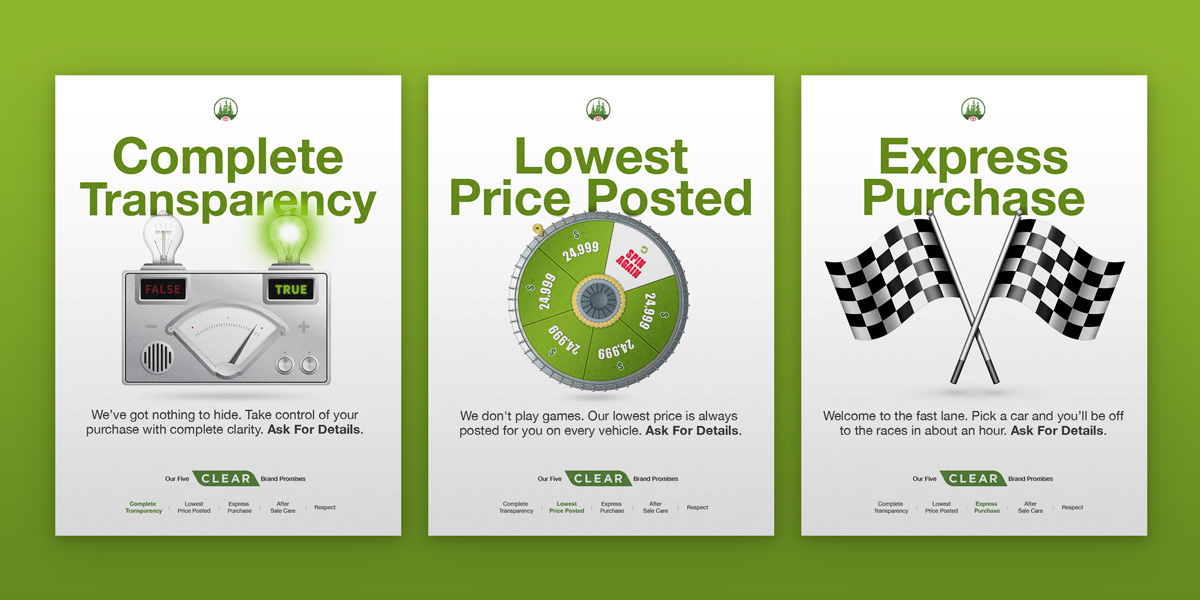 Complete
Transparency
FALSE
TRUE
We've got nothing to hide. Take control of your
purchase with complete clarity. Ask For Details.
Our Five CLEAR Brand Promises
Complete
Transparency
Lowest
Price Posted
Express
Purchase
After
Sale Care
Respect
Lowest
Price Posted
$ 24,999
SPIN
AGAIN
$ 24,999
$ 24,999
$ 24,999
$ 24,999
We don't play games. Our lowest price is always
posted for you on every vehicle. Ask For Details.
Our Five CLEAR Brand Promises
Complete
Transparency
Lowest
Price Posted
Express
Purchase
After
Sale Care
Respect
Express
Purchase
Welcome to the fast lane. Pick a car and you'll be off
to the races in about an hour. Ask For Details.
Our Five CLEAR Brand Promises
Complete
Transparency
Lowest
Price Posted
Express
Purchase
After
Sale Care
Respect